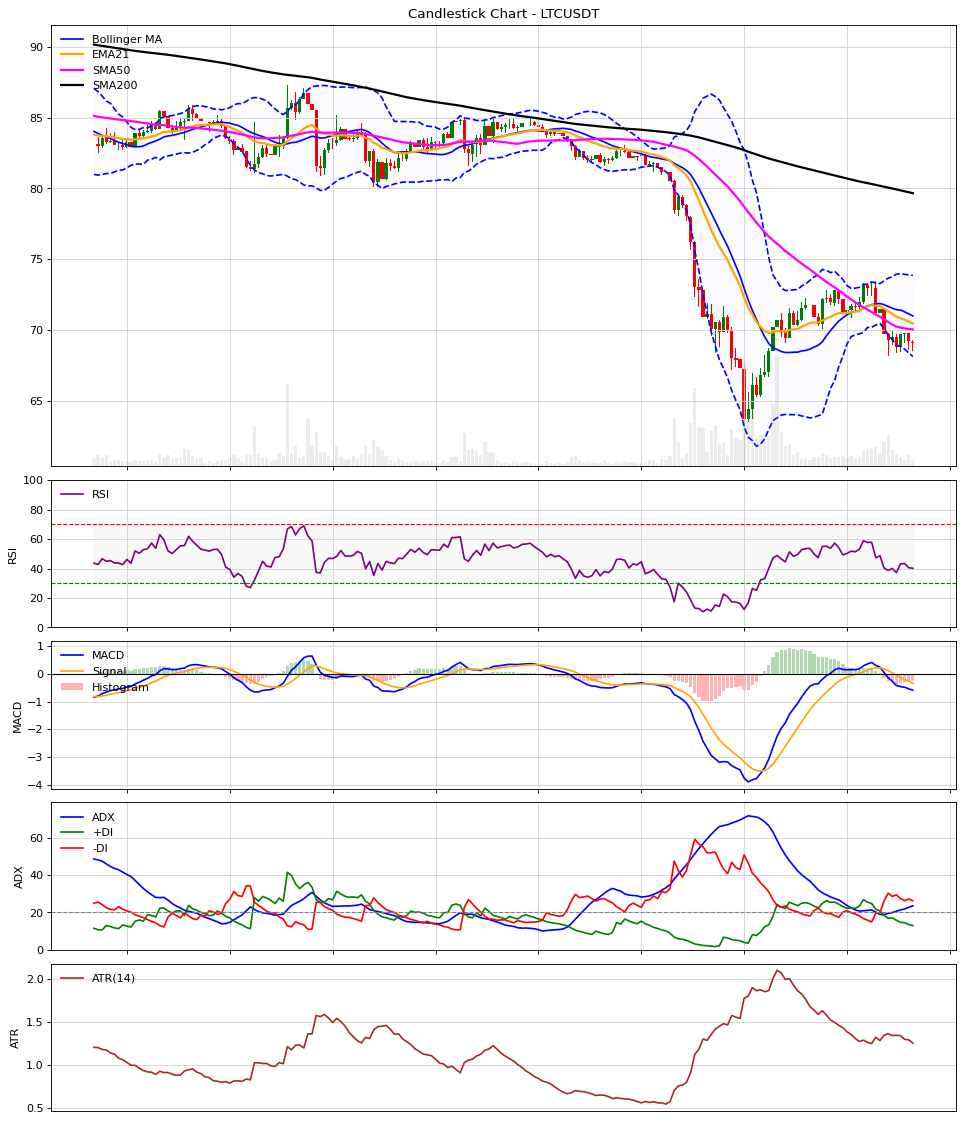 Candlestick Chart - LTCUSDT
Bollinger MA
EMA21
SMA50
SMA200
90
85
80
75
70
65
RSI
100
80
60
40
20
0
RSI
MACD
Signal
Histogram
1
0
−1
−2
−3
−4
MACD
ADX
+DI
-DI
60
40
20
0
ADX
ATR(14)
2.0
1.5
1.0
0.5
ATR